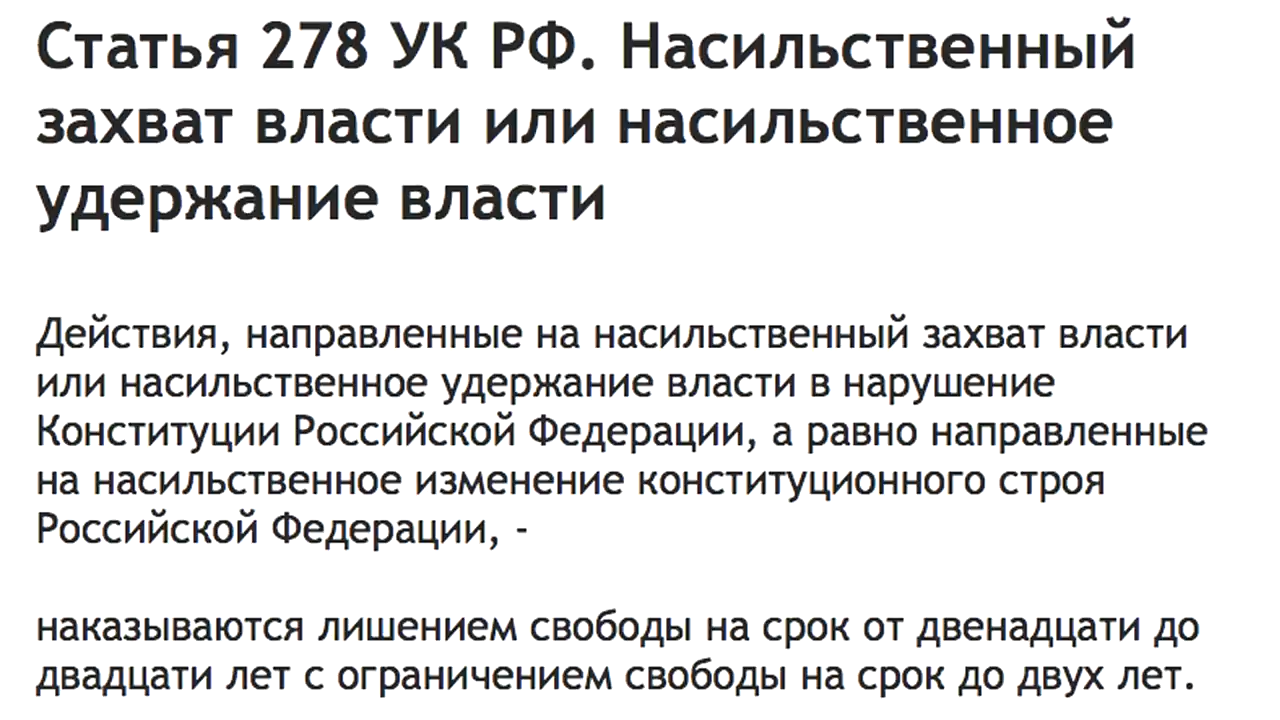 Статья 278 УК РФ. Насильственный
захват власти или насильственное
удержание власти
Действия, направленные на насильственный захват власти
или насильственное удержание власти в нарушение
Конституции Российской Федерации, а равно направленные
на насильственное изменение конституционного строя
Российской Федерации, -
наказываются лишением свободы на срок от двенадцати до
двадцати лет с ограничением свободы на срок до двух лет.